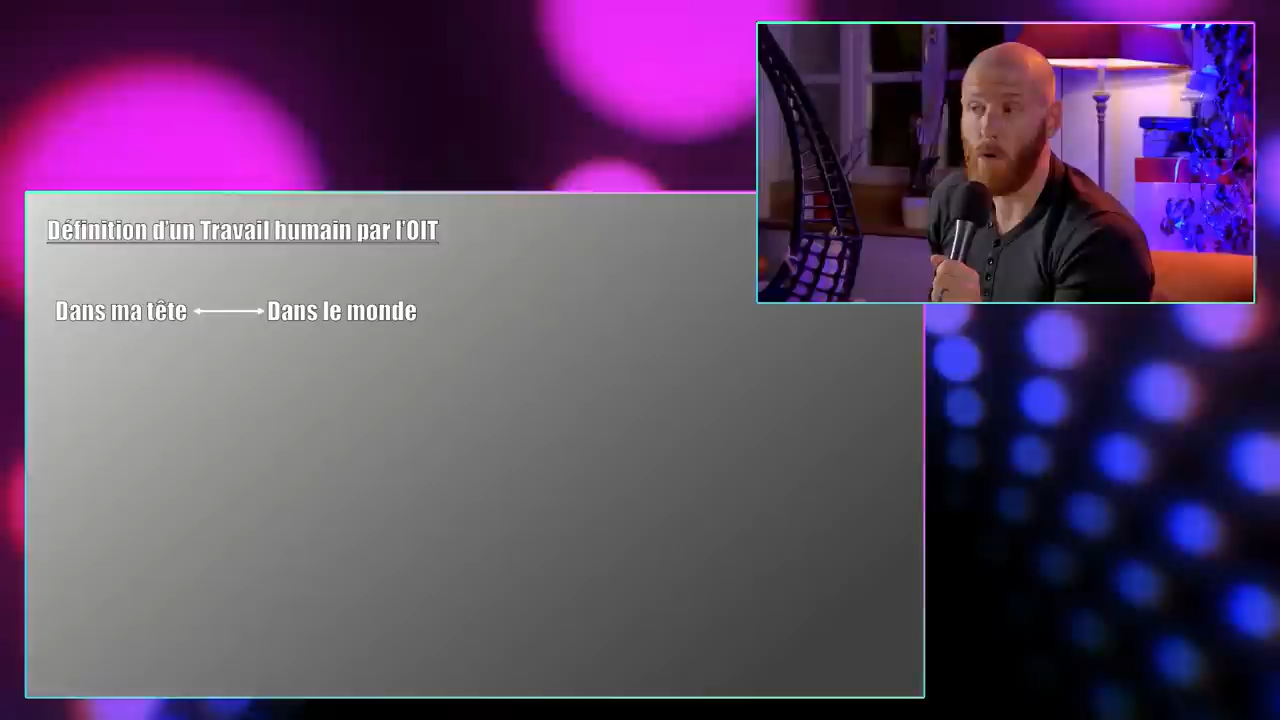 Définition d'un Travail humain par l'OIT
Dans ma tête Dans le monde